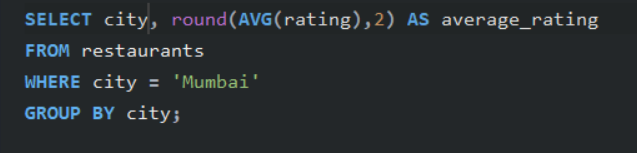 SELECT city, round(AVG(rating),2) AS average_rating
FROM restaurants
WHERE city = 'Mumbai'
GROUP BY city;